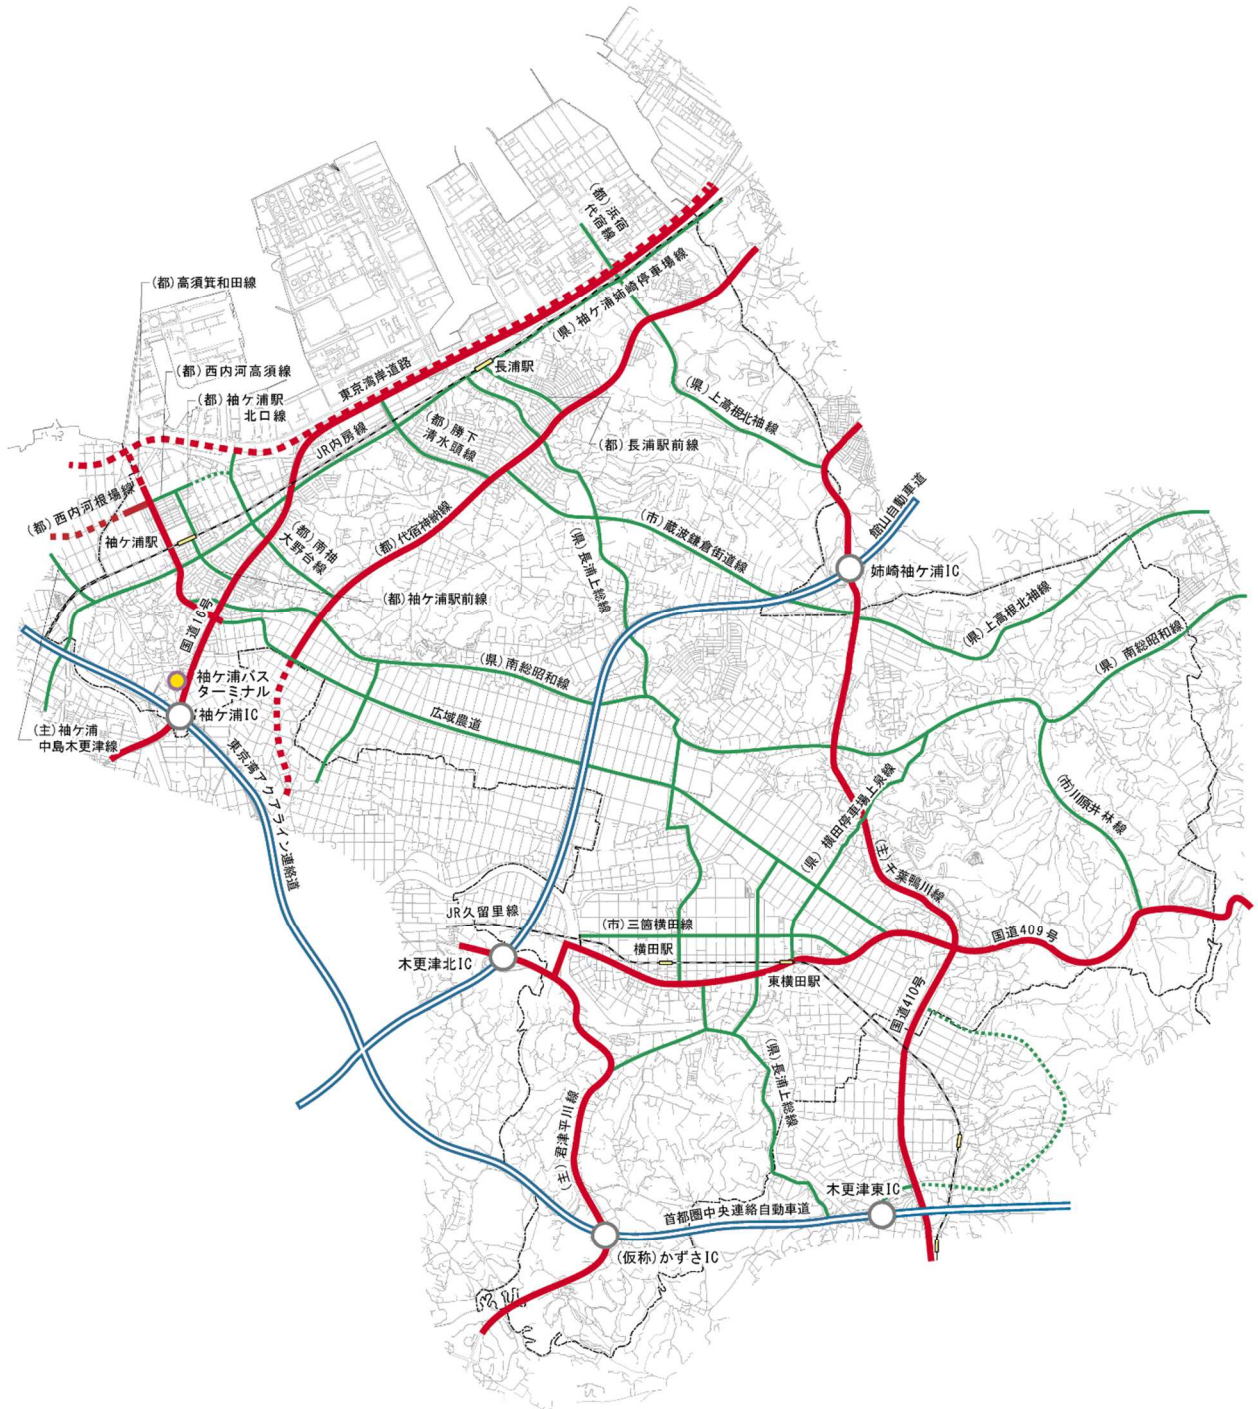 (都)浜宿
代宿線
(県)袖ケ浦姉崎停車場線
(都)高須箕和田線
(都)西内河高須線
(都)袖ケ浦駅
北口線
東京湾岸道路
長浦駅
JR内房線
(都)勝下
清水頭線
(都)長浦駅前線
(県)上高根北袖線
(都)西内河根場線
袖ケ浦駅
(都)南袖
大野台線
(都)代宿神納線
(県)長浦上総線
(市)蔵波鎌倉街道線
館山自動車道
姉崎袖ケ浦IC
(都)袖ケ浦駅前線
国道16号
(県)上高根北袖線
(県)南総昭和線
(県)南総昭和線
袖ケ浦バス
ターミナル
袖ケ浦IC
広域農道
(主)袖ケ浦
中島木更津線
東京湾アクアライン連絡道
(県)横田停車場上泉線
(市)川原井林線
(主)千葉鴨川線
JR久留里線
(市)三箇横田線
国道409号
横田駅
木更津北IC
東横田駅
国道410号
(県)長浦上総線
(主)君津平川線
木更津東IC
首都圏中央連絡自動車道
(仮称)かずさIC